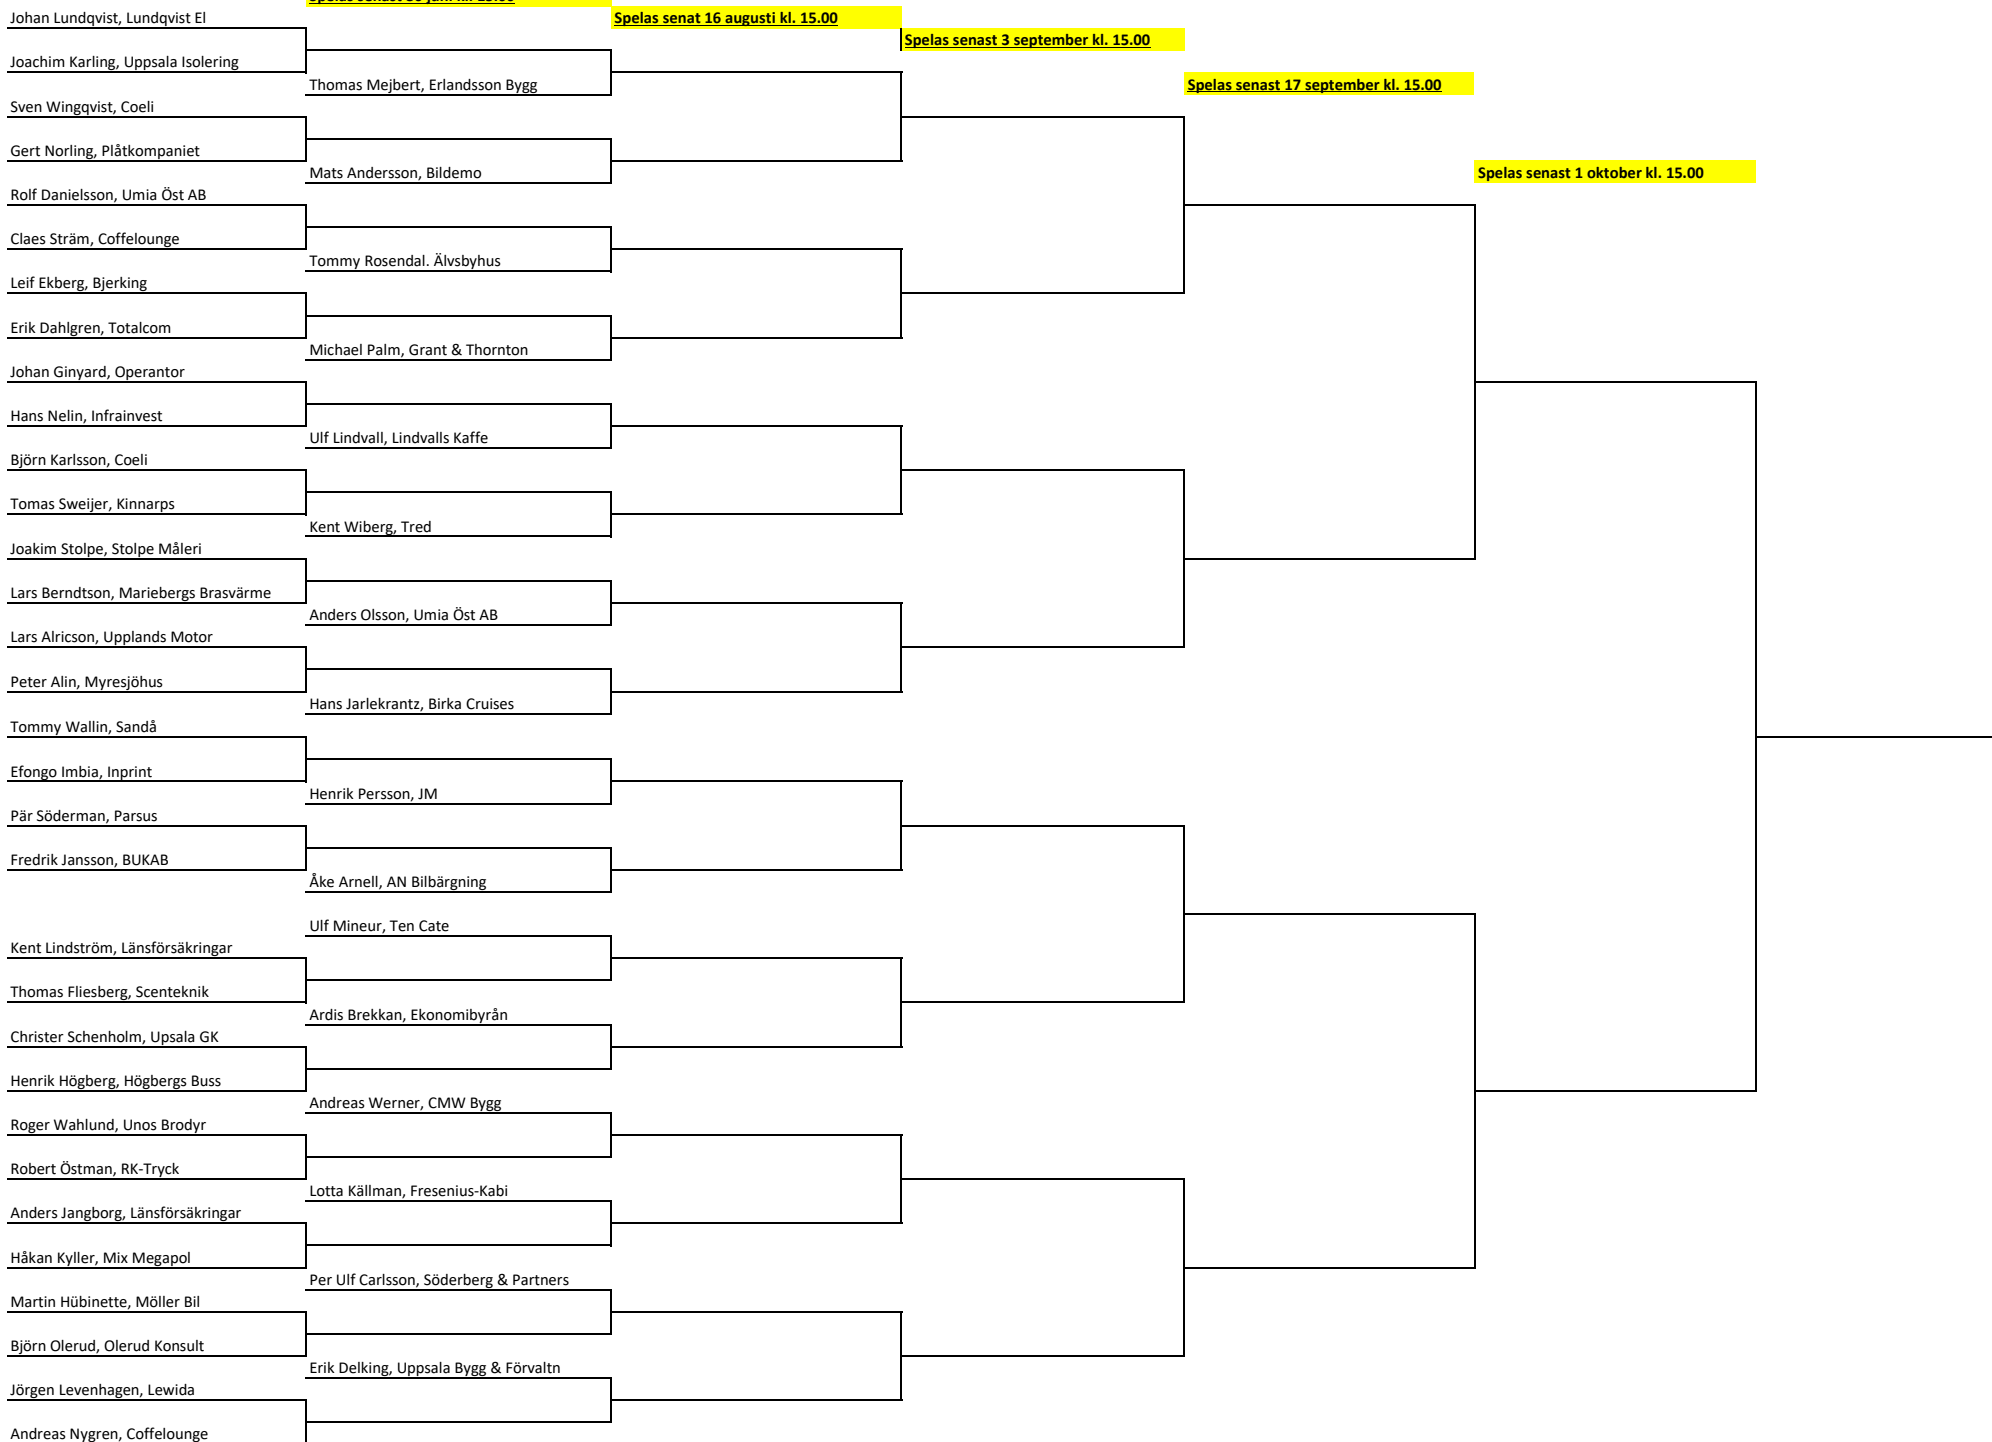 Johan Lundqvist, Lundqvist El
Joachim Karling, Uppsala Isolering
Sven Wingqvist, Coeli
Gert Norling, Plåtkompaniet
Rolf Danielsson, Umia Öst AB
Claes Sträm, Coffelounge
Leif Ekberg, Bjerking
Erik Dahlgren, Totalcom
Johan Ginyard, Operantor
Hans Nelin, Infrainvest
Björn Karlsson, Coeli
Tomas Sweijer, Kinnarps
Joakim Stolpe, Stolpe Måleri
Lars Berndtson, Mariebergs Brasvärme
Lars Alricson, Upplands Motor
Peter Alin, Myresjöhus
Tommy Wallin, Sandå
Efongo Imbia, Inprint
Pär Söderman, Parsus
Fredrik Jansson, BUKAB
Kent Lindström, Länsförsäkringar
Thomas Fliesberg, Scenteknik
Christer Schenholm, Upsala GK
Henrik Högberg, Högbergs Buss
Roger Wahlund, Unos Brodyr
Robert Östman, RK-Tryck
Anders Jangborg, Länsförsäkringar
Håkan Kyller, Mix Megapol
Martin Hübinette, Möller Bil
Björn Olerud, Olerud Konsult
Jörgen Levenhagen, Lewida
Andreas Nygren, Coffelounge
Thomas Mejbert, Erlandsson Bygg
Mats Andersson, Bildemo
Tommy Rosendal. Älvsbyhus
Michael Palm, Grant & Thornton
Ulf Lindvall, Lindvalls Kaffe
Kent Wiberg, Tred
Anders Olsson, Umia Öst AB
Hans Jarlekrantz, Birka Cruises
Henrik Persson, JM
Åke Arnell, AN Bilbärgning
Ulf Mineur, Ten Cate
Ardis Brekkan, Ekonomibyrån
Andreas Werner, CMW Bygg
Lotta Källman, Fresenius-Kabi
Per Ulf Carlsson, Söderberg & Partners
Erik Delking, Uppsala Bygg & Förvaltn
Spelas senat 16 augusti kl. 15.00
Spelas senast 3 september kl. 15.00
Spelas senast 17 september kl. 15.00
Spelas senast 1 oktober kl. 15.00